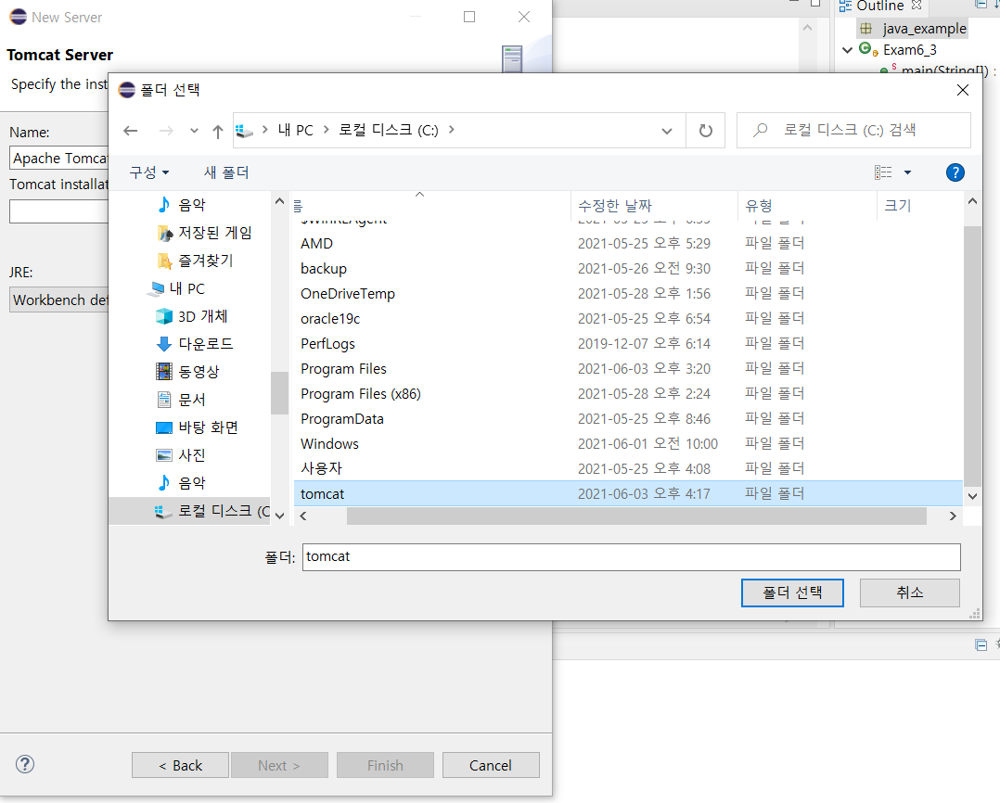 New Server
Tomcat Server
Specify the inst
Name:
Apache Tomca
Tomcat installat
JRE:
Workbench def
< Back
Next >
Finish
Cancel
Outline
java_example
Exam6_3
main(String[]) :
폴더 선택
내 PC
로컬 디스크 (C:)
로컬 디스크 (C:) 검색
구성
새 폴더
음악
저장된 게임
즐겨찾기
내 PC
3D 개체
다운로드
동영상
문서
바탕 화면
사진
음악
로컬 디스크 (C
수정한 날짜 유형 크기
$WinREAgent
AMD 2021-05-25 오후 5:29 파일 폴더
backup 2021-05-26 오전 9:30 파일 폴더
OneDriveTemp 2021-05-28 오후 1:56 파일 폴더
oracle19c 2021-05-25 오후 6:54 파일 폴더
PerfLogs 2019-12-07 오후 6:14 파일 폴더
Program Files 2021-06-03 오후 3:20 파일 폴더
Program Files (x86) 2021-05-28 오후 2:24 파일 폴더
ProgramData 2021-05-25 오후 8:46 파일 폴더
Windows 2021-06-01 오전 10:00 파일 폴더
사용자 2021-05-25 오후 4:08 파일 폴더
tomcat 2021-06-03 오후 4:17 파일 폴더
폴더: tomcat
폴더 선택
취소